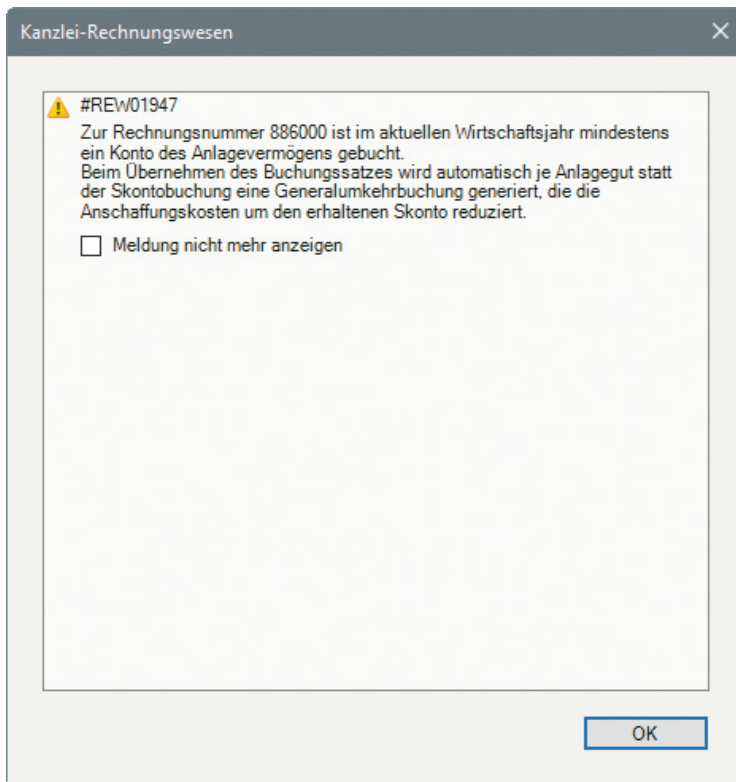 Kanzlei-Rechnungswesen
#REW01947
Zur Rechnungsnummer 886000 ist im aktuellen Wirtschaftsjahr mindestens
ein Konto des Anlagevermögens gebucht.
Beim Übernehmen des Buchungssatzes wird automatisch je Anlagegut statt
der Skontobuchung eine Generalumkehrbuchung generiert, die die
Anschaffungskosten um den erhaltenen Skonto reduziert.
Meldung nicht mehr anzeigen
OK